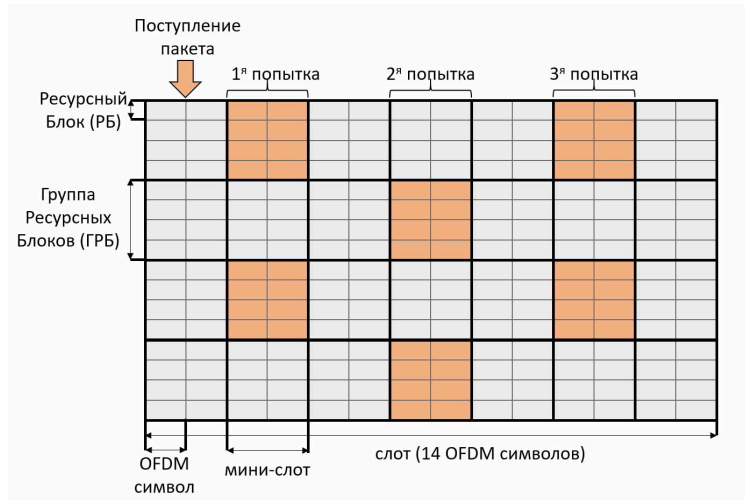 Поступление
пакета
1я попытка
2я попытка
3я попытка
Ресурсный
Блок (РБ)
Группа
Ресурсных
Блоков (ГРБ)
OFDM
символ
мини-слот
слот (14 OFDM символов)